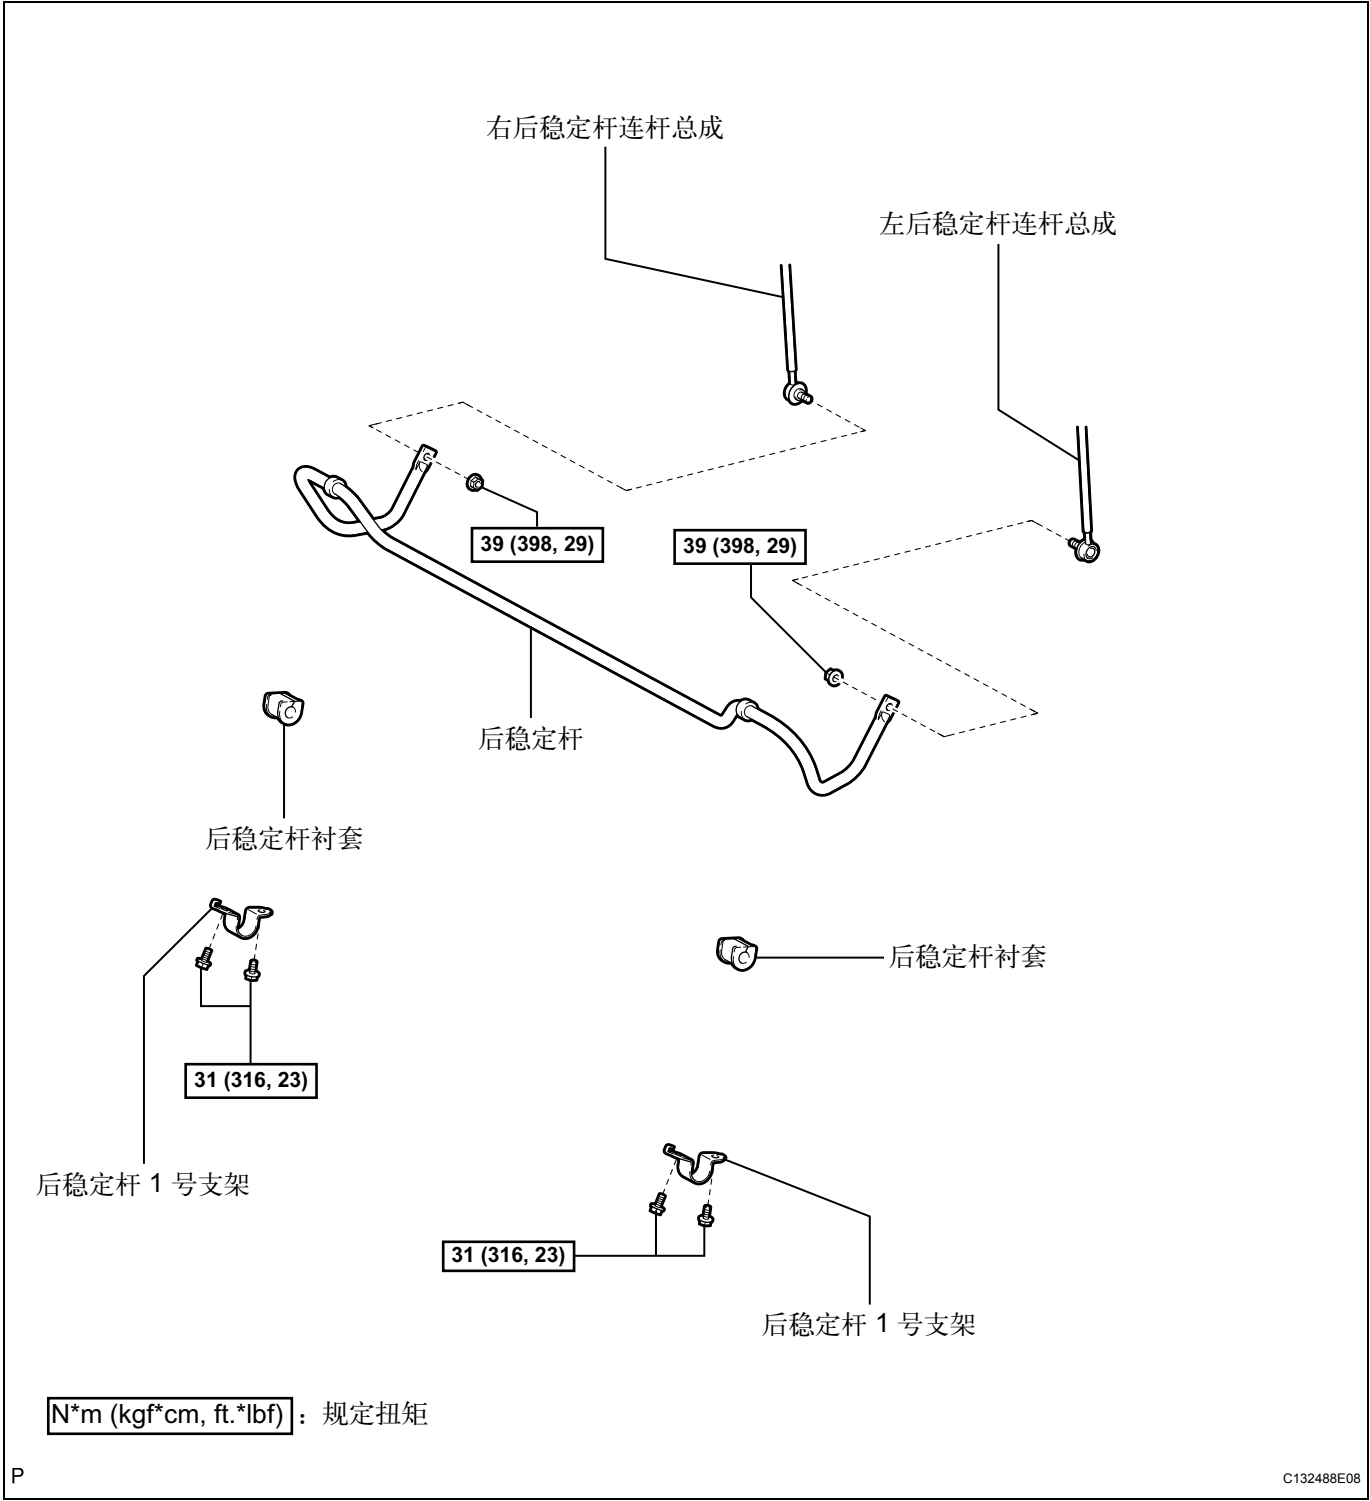 右后稳定杆连杆总成
左后稳定杆连杆总成
39 (398, 29)
39 (398, 29)
后稳定杆
后稳定杆衬套
后稳定杆衬套
31 (316, 23)
后稳定杆 1 号支架
31 (316, 23)
后稳定杆 1 号支架
N*m (kgf*cm, ft.*lbf) ：规定扭矩
P
C132488E08